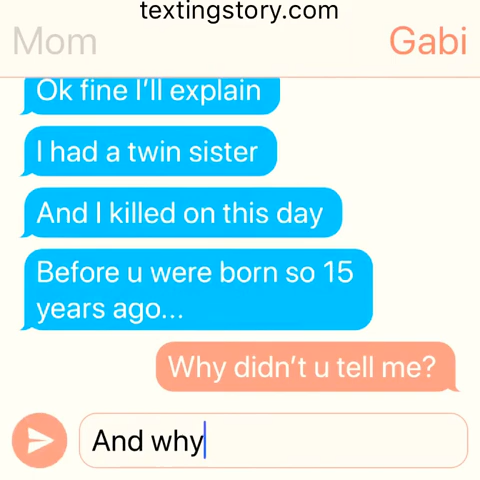 textingstory.com
Mom
Gabi
Ok fine I'll explain
I had a twin sister
And I killed on this day
Before u were born so 15
years ago...
Why didn't u tell me?
And why